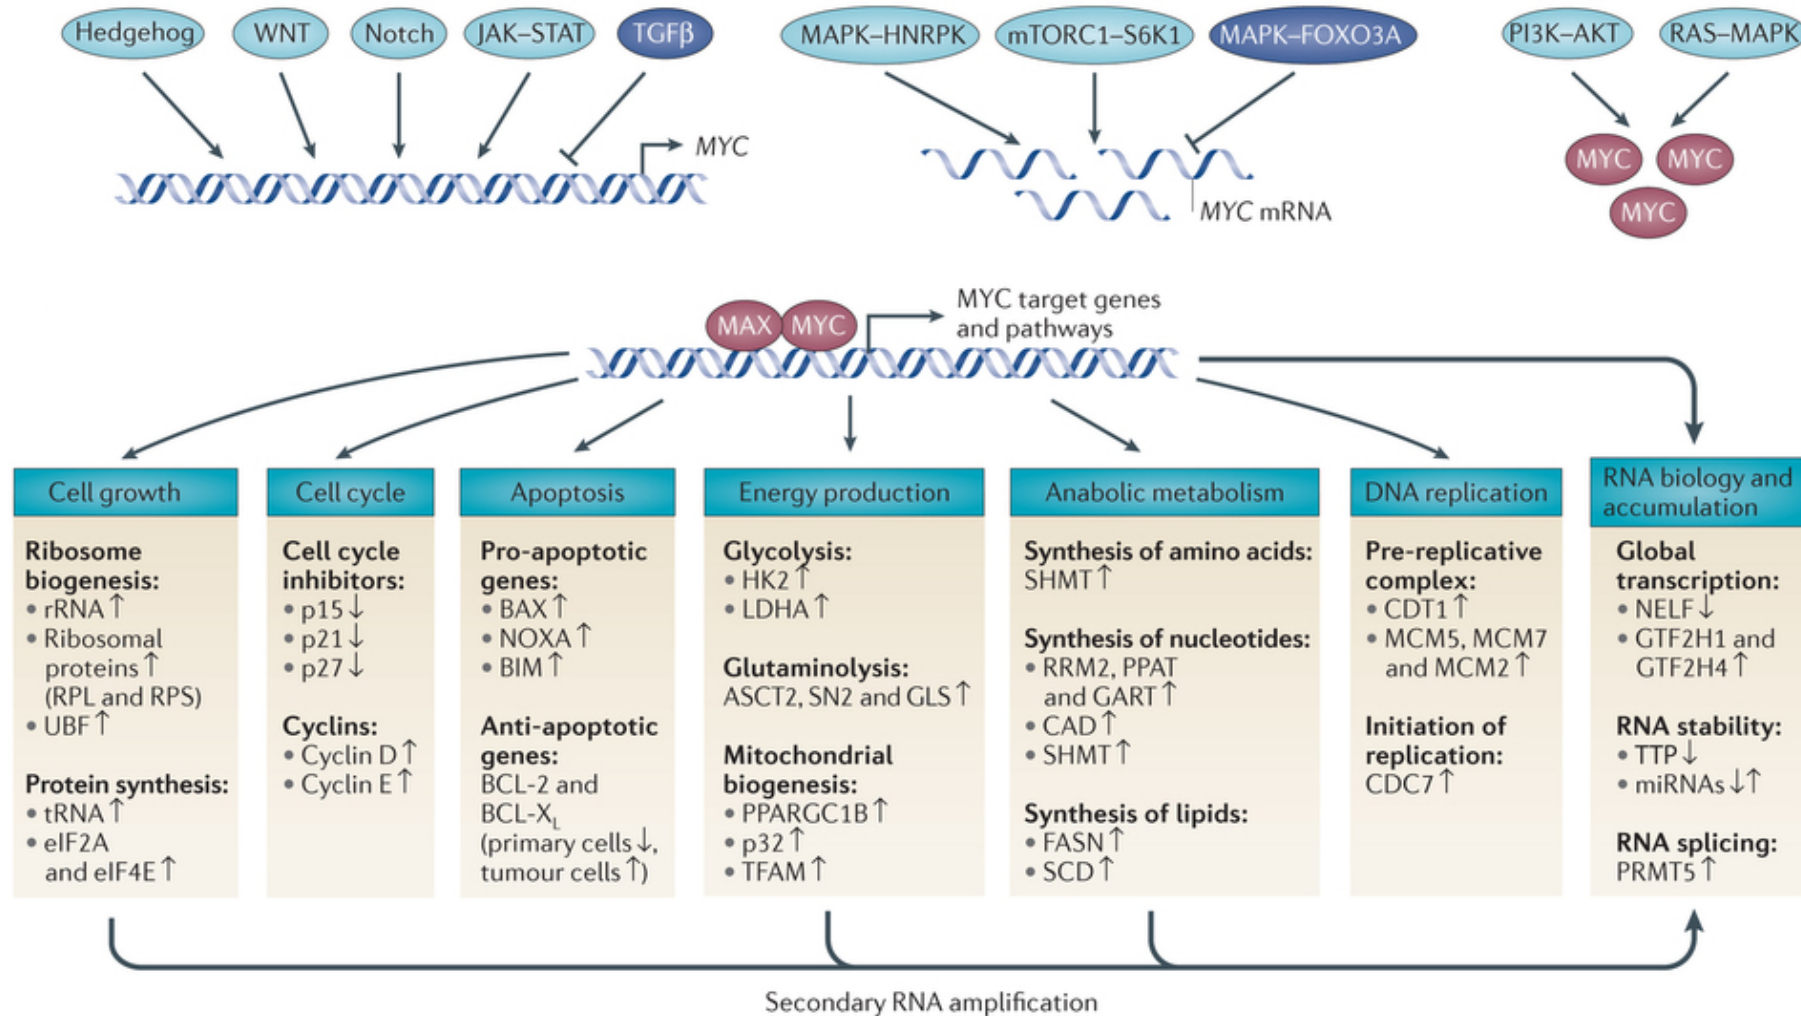 Hedgehog
WNT
Notch
JAK–STAT
TGFβ
MYC
MAPK–HNRPK
mTORC1–S6K1
MAPK–FOXO3A
MYC mRNA
PI3K–AKT
RAS–MAPK
MYC
MYC
MYC
MAX
MYC
MYC target genes
and pathways
Cell growth
Ribosome
biogenesis:
• rRNA↑
• Ribosomal
proteins↑
(RPL and RPS)
• UBF↑
Protein synthesis:
• tRNA↑
• eIF2A
and eIF4E↑
Cell cycle
Cell cycle
inhibitors:
• p15↓
• p21↓
• p27↓
Cyclins:
• Cyclin D↑
• Cyclin E↑
Apoptosis
Pro-apoptotic
genes:
• BAX↑
• NOXA↑
• BIM↑
Anti-apoptotic
genes:
BCL-2 and
BCL-XL
(primary cells↓,
tumour cells↑)
Energy production
Glycolysis:
• HK2↑
• LDHA↑
Glutaminolysis:
ASCT2, SN2 and GLS↑
Mitochondrial
biogenesis:
• PPARGC1B↑
• p32↑
• TFAM↑
Anabolic metabolism
Synthesis of amino acids:
SHMT↑
Synthesis of nucleotides:
• RRM2, PPAT
and GART↑
• CAD↑
• SHMT↑
Synthesis of lipids:
• FASN↑
• SCD↑
DNA replication
Pre-replicative
complex:
• CDT1↑
• MCM5, MCM7
and MCM2↑
Initiation of
replication:
CDC7↑
RNA biology and
accumulation
Global
transcription:
• NELF↓
• GTF2H1 and
GTF2H4↑
RNA stability:
• TTP↓
• miRNAs↓↑
RNA splicing:
PRMT5↑
Secondary RNA amplification